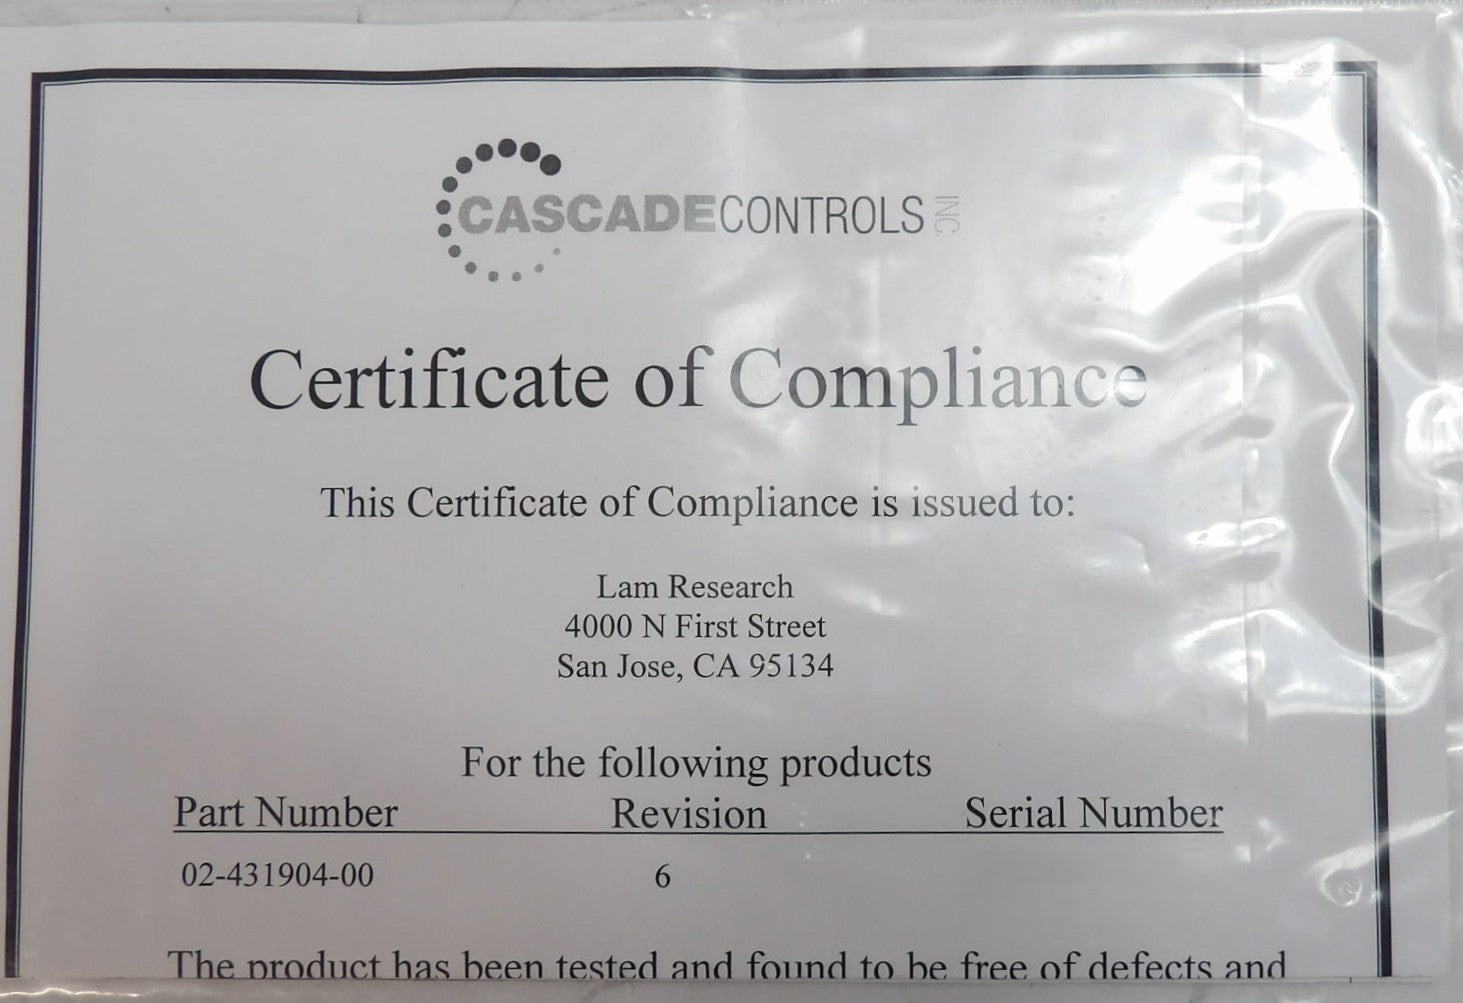 CASCADECONTROLS INC.
Certificate of Compliance
This Certificate of Compliance is issued to:
Lam Research
4000 N First Street
San Jose, CA 95134
For the following products
Part Number Revision Serial Number
02-431904-00 6
The product has been tested and found to be free of defects and